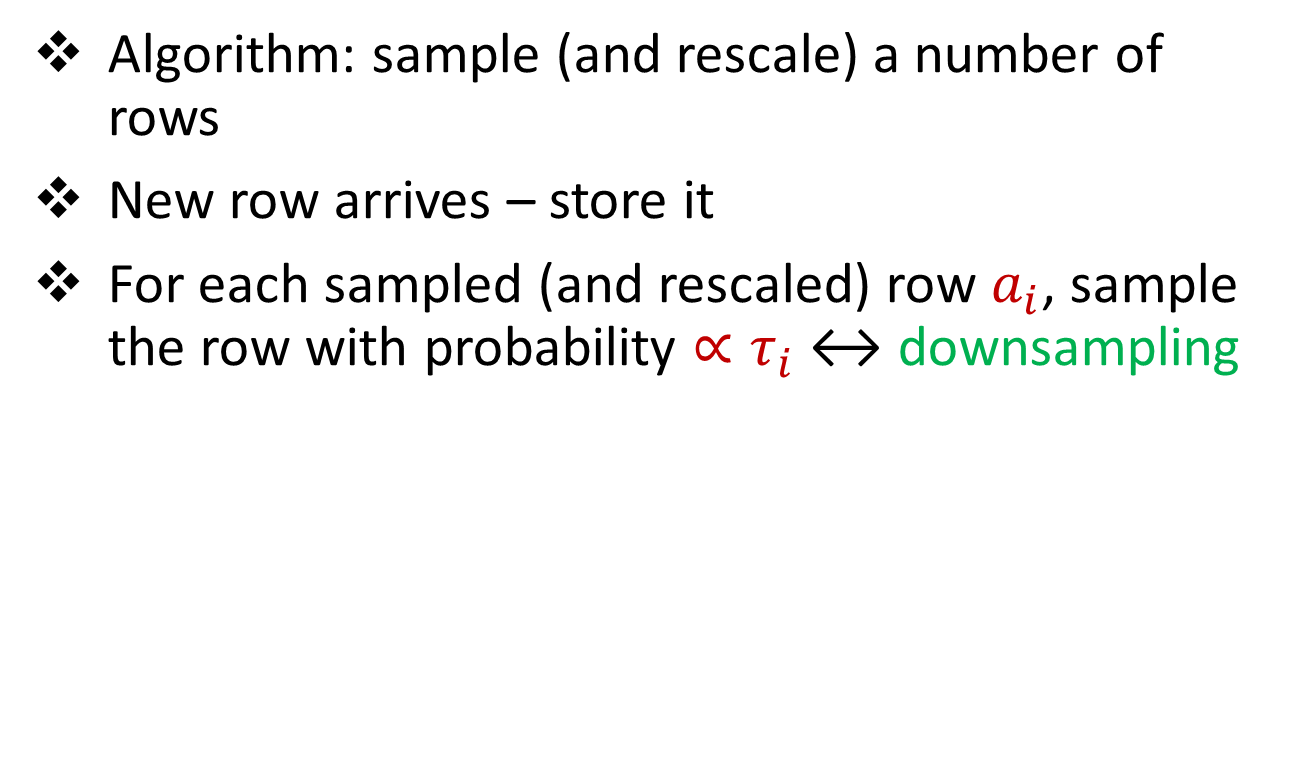 ❖ Algorithm: sample (and rescale) a number of
rows
❖ New row arrives – store it
❖ For each sampled (and rescaled) row 𝑎ᵢ, sample
the row with probability ∝ 𝜏ᵢ ↔ downsampling